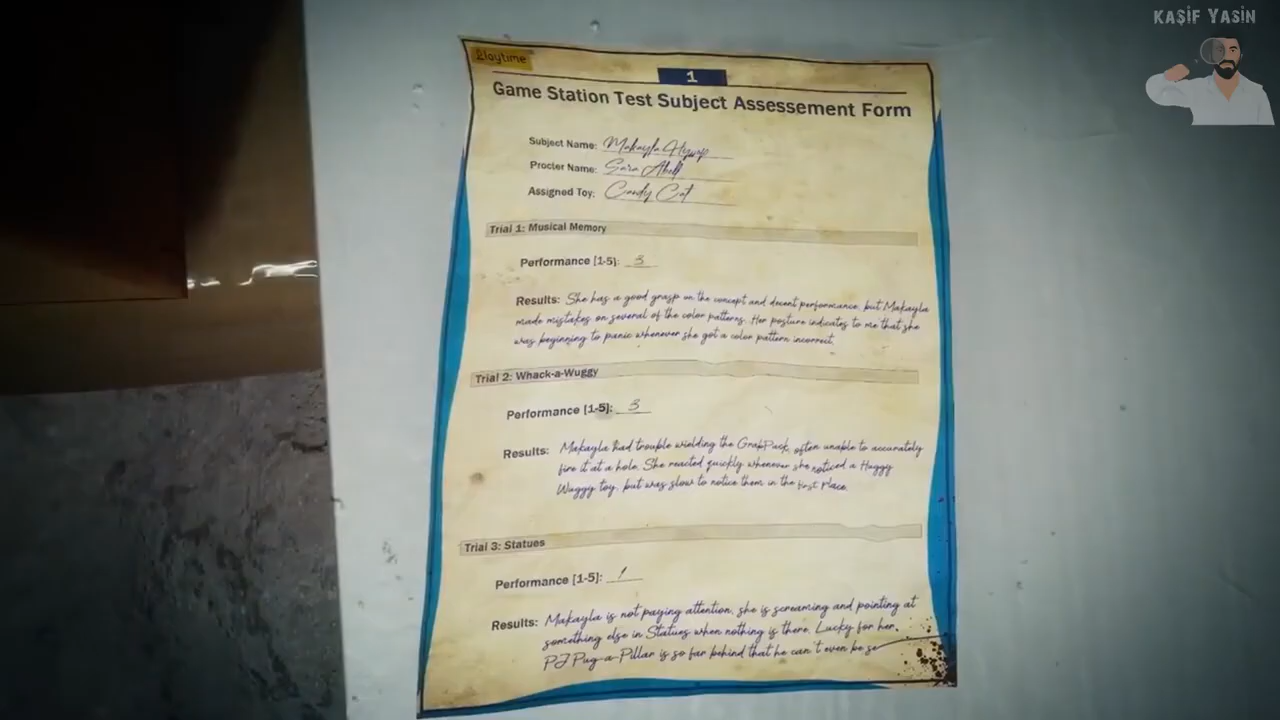 KAŞİF YASİN
Playtime
1
Game Station Test Subject Assessement Form
Subject Name: Makayla
Procter Name: Sara
Assigned Toy: Candy Cat
Trial 1: Musical Memory
Performance [1-5]: 3
Results: She has a good grasp on the concept and decent performance, but Makayla
made mistakes on several of the color patterns. Her posture indicates to me that she
was beginning to panic whenever she got a color pattern incorrect.
Trial 2: Whack-a-Wuggy
Performance [1-5]: 3
Results: Makayla had trouble wielding the GrabPack, often unable to accurately
fire it at a hole. She reacted quickly whenever she noticed a Huggy
Wuggy toy, but was slow to notice them in the first place.
Trial 3: Statues
Performance [1-5]: 1
Results: Makayla is not paying attention, she is screaming and pointing at
something else in Statues when nothing is there. Lucky for her,
PJ Pug-a-Pillar is so far behind that he can't even be se